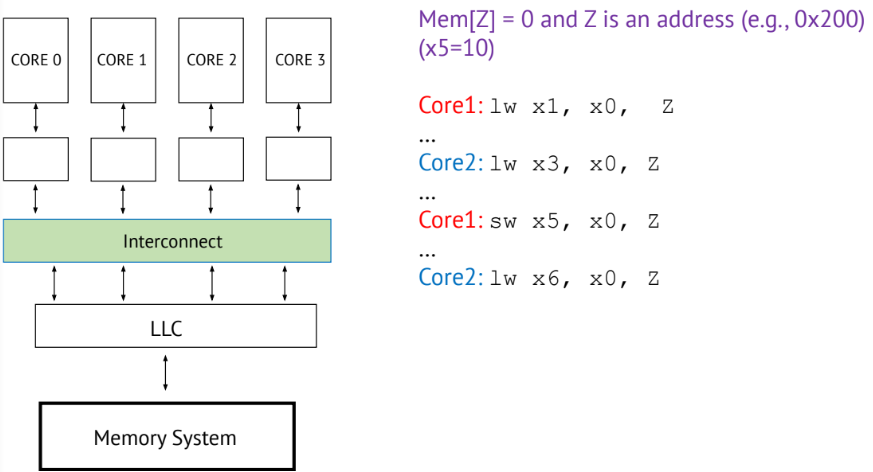 CORE 0
CORE 1
CORE 2
CORE 3
Interconnect
LLC
Memory System
Mem[Z] = 0 and Z is an address (e.g., 0x200)
(x5=10)
Core1: lw x1, x0, Z
...
Core2: lw x3, x0, Z
...
Core1: sw x5, x0, Z
...
Core2: lw x6, x0, Z